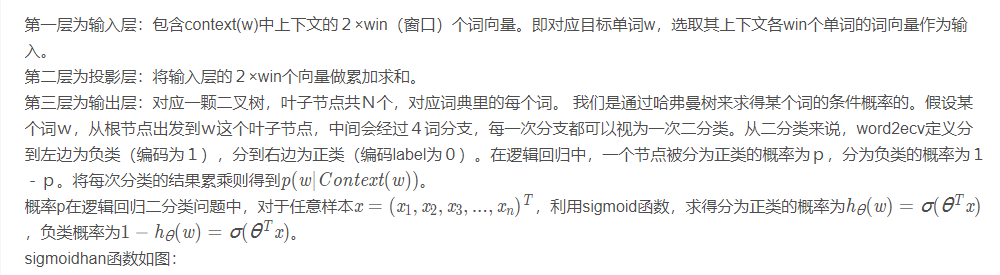 第一层为输入层：包含context(w)中上下文的２×win（窗口）个词向量。即对应目标单词w，选取其上下文各win个单词的词向量作为输
入。
第二层为投影层：将输入层的２×win个向量做累加求和。
第三层为输出层：对应一颗二叉树，叶子节点共Ｎ个，对应词典里的每个词。 我们是通过哈弗曼树来求得某个词的条件概率的。假设某
个词ｗ，从根节点出发到ｗ这个叶子节点，中间会经过４词分支，每一次分支都可以视为一次二分类。从二分类来说，word2ecv定义分
到左边为负类（编码为１），分到右边为正类（编码label为０）。在逻辑回归中，一个节点被分为正类的概率为ｐ，分为负类的概率为１
－ｐ。将每次分类的结果累乘则得到p(w|Context(w))。
概率p在逻辑回归二分类问题中，对于任意样本x = (x₁, x₂, x₃, ..., xₙ)ᵀ，利用sigmoid函数，求得分为正类的概率为h_θ(w) = σ(θᵀx)
，负类概率为1 − h_θ(w) = σ(θᵀx)。
sigmoidhan函数如图：